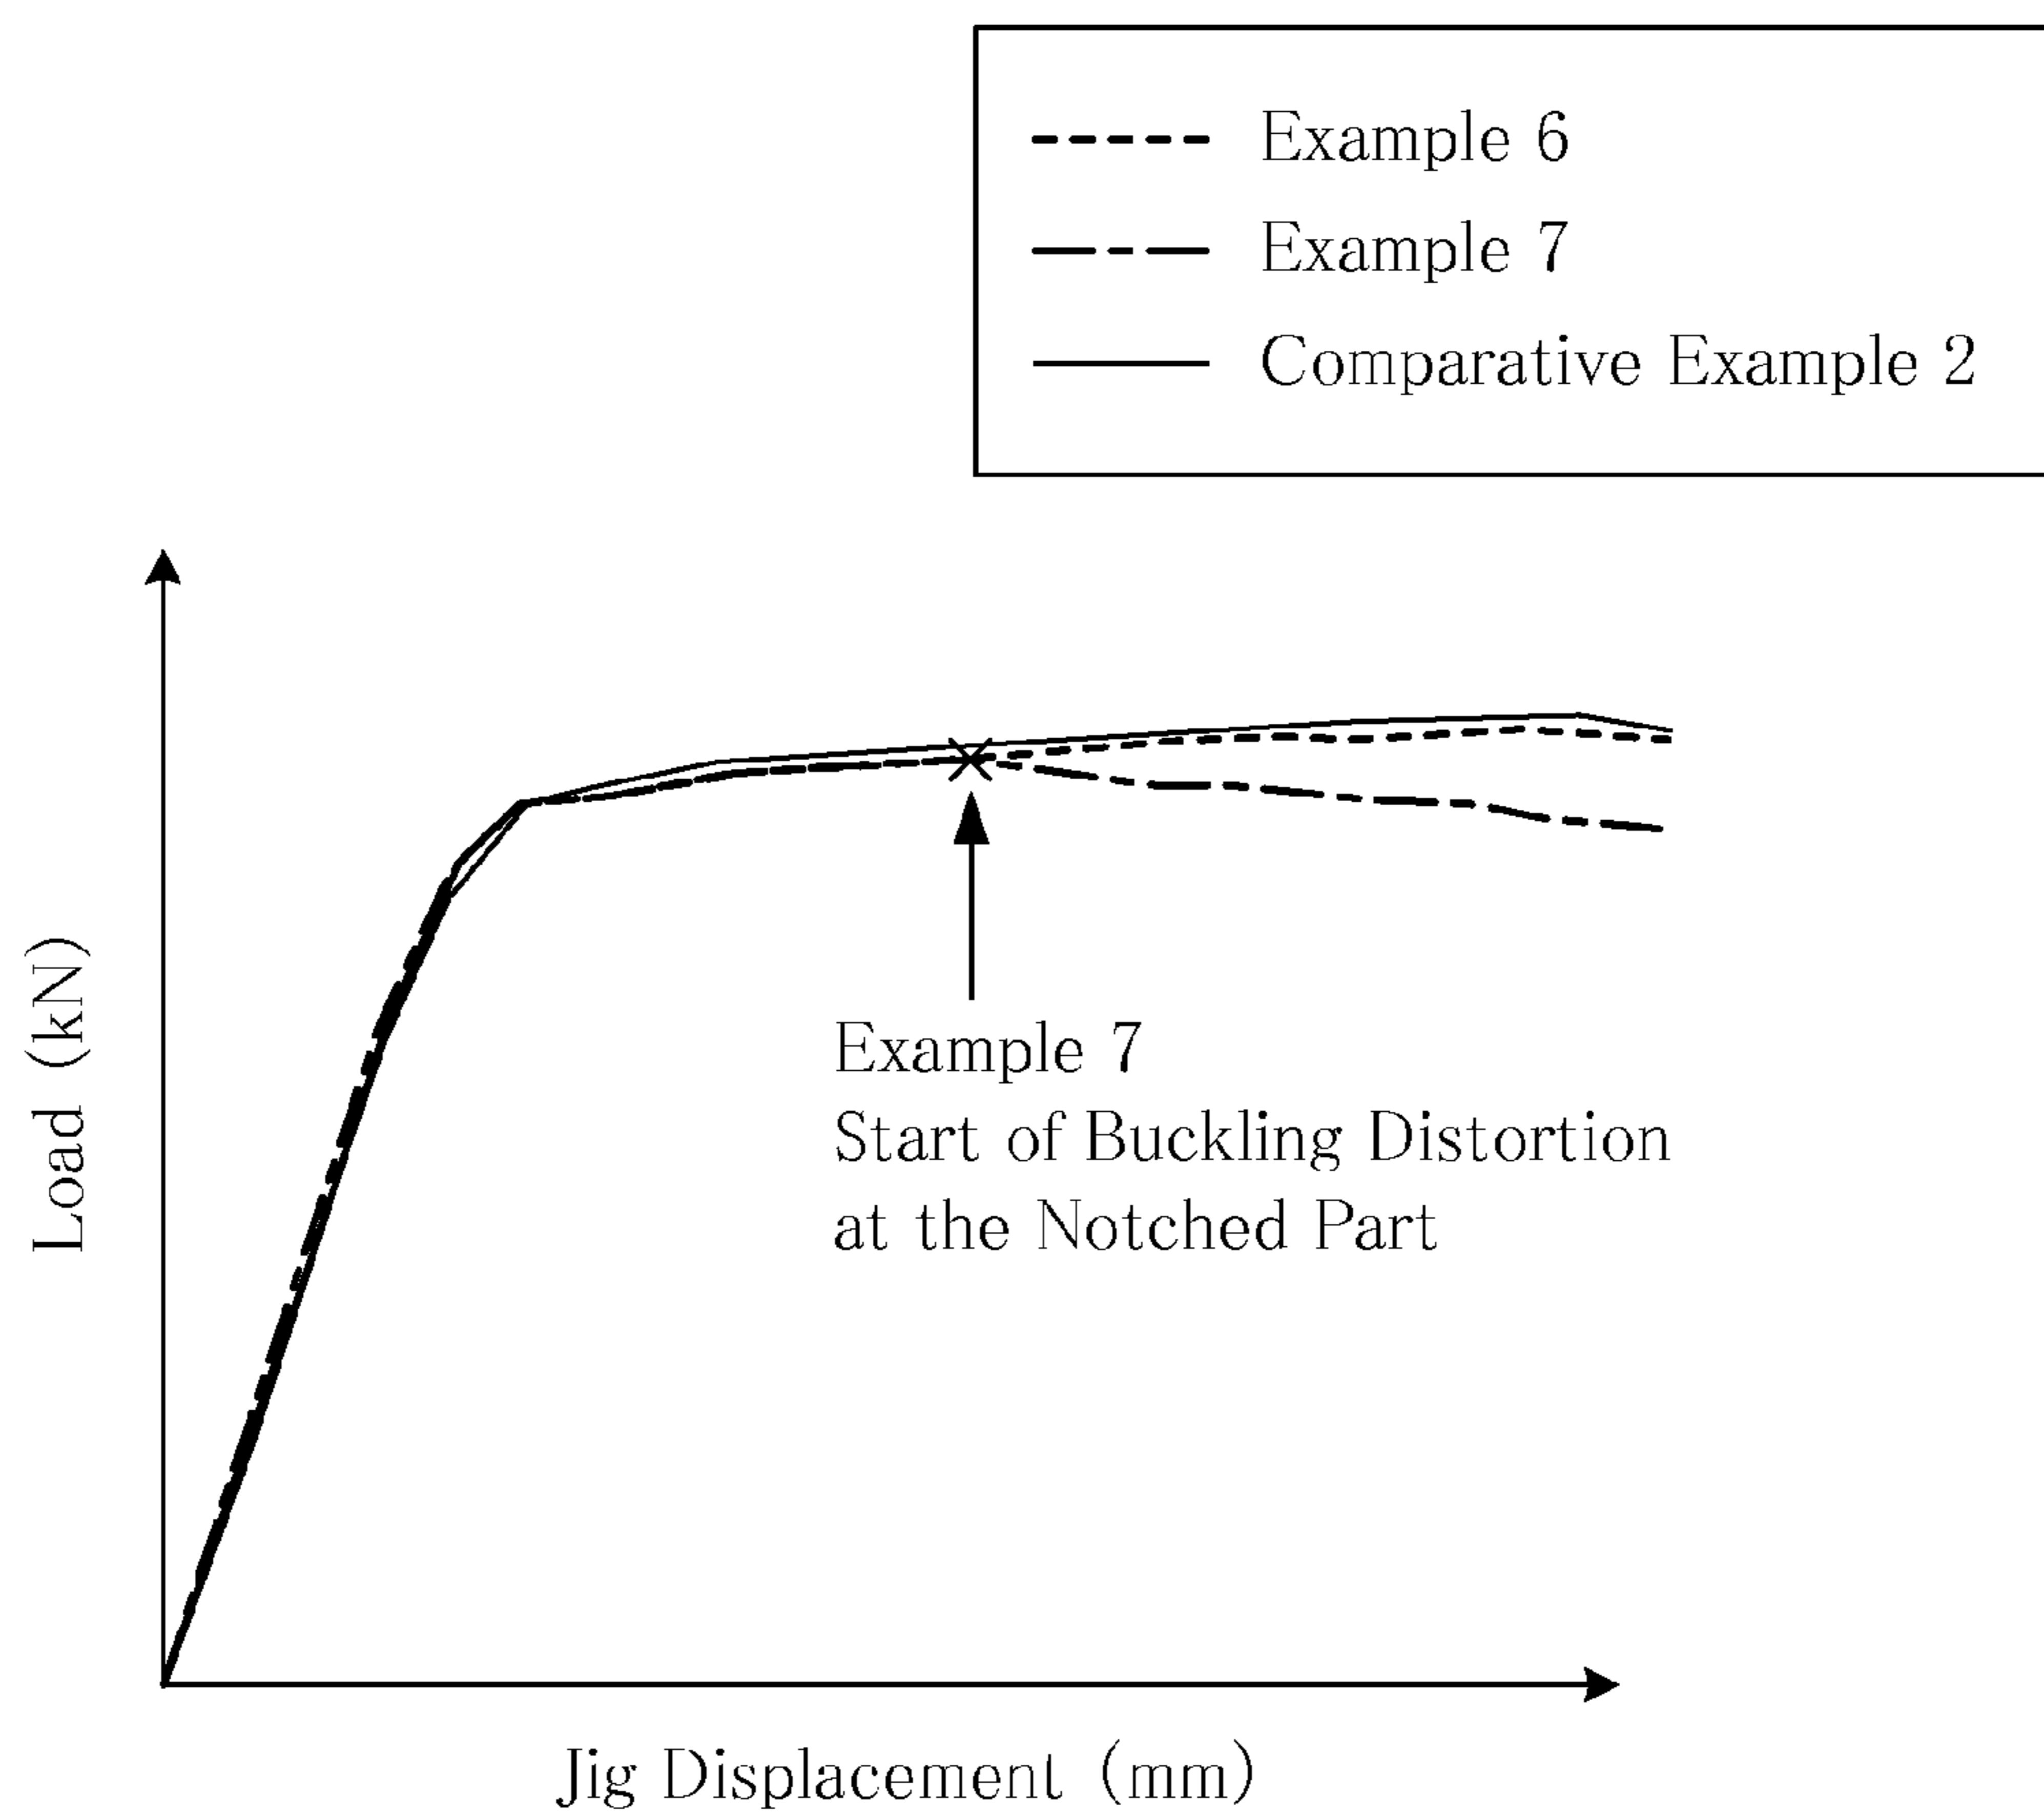 Example 6
Example 7
Comparative Example 2
Load (kN)
Example 7
Start of Buckling Distortion
at the Notched Part
Jig Displacement (mm)